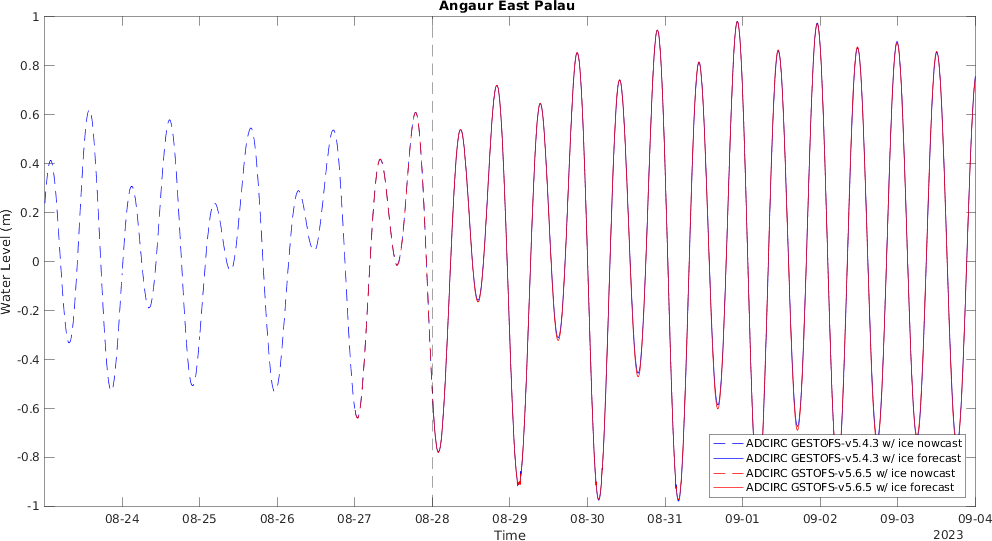 Angaur East Palau
1
0.8
0.6
0.4
0.2
0
-0.2
-0.4
-0.6
-0.8
-1
Water Level (m)
ADCIRC GESTOFS-v5.4.3 w/ ice nowcast
ADCIRC GESTOFS-v5.4.3 w/ ice forecast
ADCIRC GSTOFS-v5.6.5 w/ ice nowcast
ADCIRC GSTOFS-v5.6.5 w/ ice forecast
08-24 08-25 08-26 08-27 08-28 08-29 08-30 08-31 09-01 09-02 09-03 09-04
Time
2023